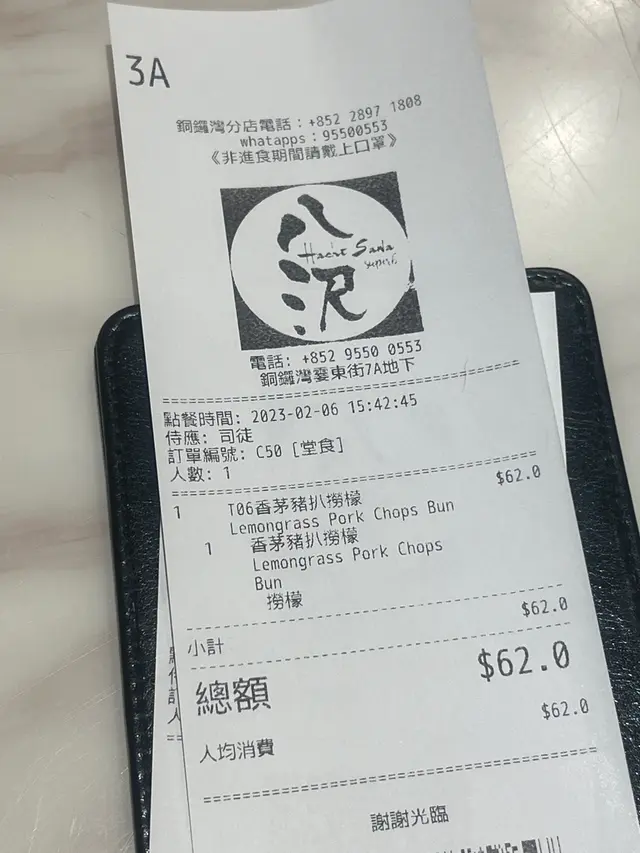 3A
銅鑼灣分店電話：+852 2897 1808
whatapps：95500553
《非進食期間請戴上口罩》
八
Hachi Sawa
沢
電話: +852 9550 0553
銅鑼灣耀東街7A地下
點餐時間: 2023-02-06 15:42:45
侍應: 司徒
訂單編號: C50 [堂食]
人數: 1
1 T06香茅豬扒撈檬 $62.0
Lemongrass Pork Chops Bun
1 香茅豬扒撈檬
Lemongrass Pork Chops
Bun
撈檬
小計 $62.0
總額 $62.0
人均消費 $62.0
謝謝光臨